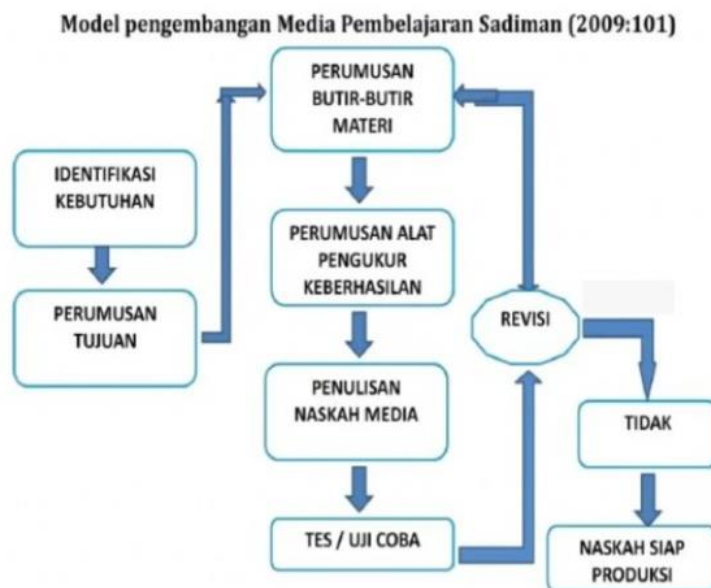 Model pengembangan Media Pembelajaran Sadiman (2009:101)
IDENTIFIKASI
KEBUTUHAN
PERUMUSAN
TUJUAN
PERUMUSAN
BUTIR-BUTIR
MATERI
PERUMUSAN ALAT
PENGUKUR
KEBERHASILAN
PENULISAN
NASKAH MEDIA
TES / UJI COBA
REVISI
TIDAK
NASKAH SIAP
PRODUKSI